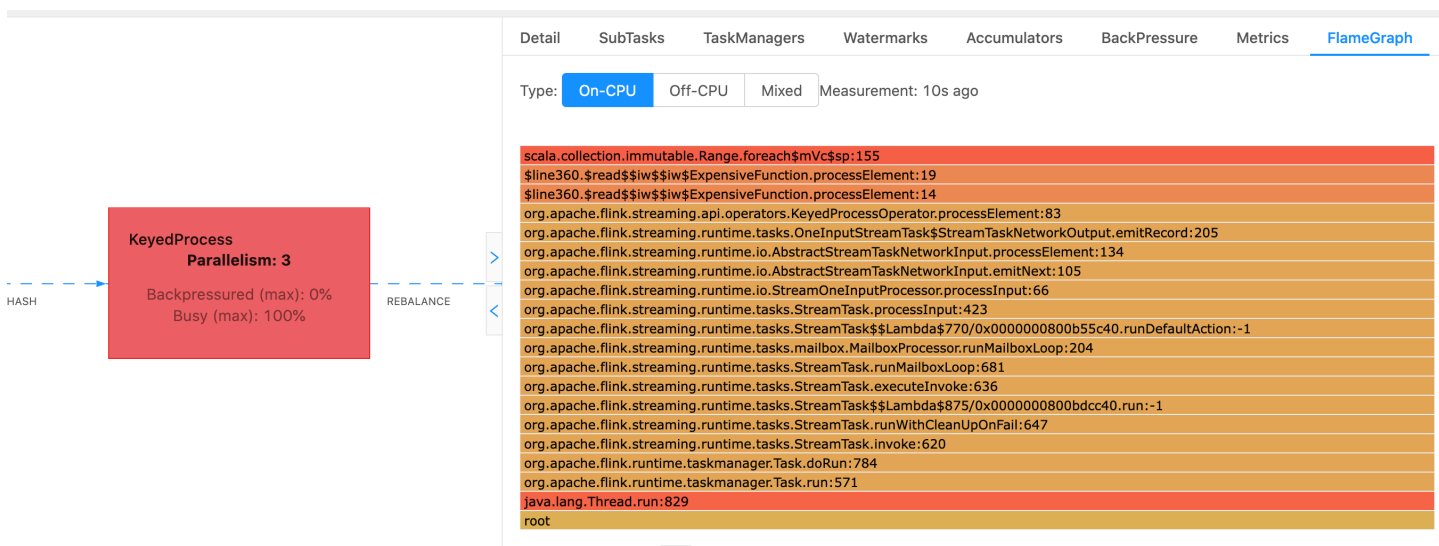 Detail SubTasks TaskManagers Watermarks Accumulators BackPressure Metrics FlameGraph
Type: On-CPU Off-CPU Mixed Measurement: 10s ago
KeyedProcess
Parallelism: 3
Backpressured (max): 0%
Busy (max): 100%
HASH
REBALANCE
scala.collection.immutable.Range.foreach$mVc$sp:155
$line360.$read$$iw$$iw$ExpensiveFunction.processElement:19
$line360.$read$$iw$$iw$ExpensiveFunction.processElement:14
org.apache.flink.streaming.api.operators.KeyedProcessOperator.processElement:83
org.apache.flink.streaming.runtime.tasks.OneInputStreamTask$StreamTaskNetworkOutput.emitRecord:205
org.apache.flink.streaming.runtime.io.AbstractStreamTaskNetworkInput.processElement:134
org.apache.flink.streaming.runtime.io.AbstractStreamTaskNetworkInput.emitNext:105
org.apache.flink.streaming.runtime.io.StreamOneInputProcessor.processInput:66
org.apache.flink.streaming.runtime.tasks.StreamTask.processInput:423
org.apache.flink.streaming.runtime.tasks.StreamTask$$Lambda$770/0x0000000800b55c40.runDefaultAction:-1
org.apache.flink.streaming.runtime.tasks.mailbox.MailboxProcessor.runMailboxLoop:204
org.apache.flink.streaming.runtime.tasks.StreamTask.runMailboxLoop:681
org.apache.flink.streaming.runtime.tasks.StreamTask.executeInvoke:636
org.apache.flink.streaming.runtime.tasks.StreamTask$$Lambda$875/0x0000000800bdcc40.run:-1
org.apache.flink.streaming.runtime.tasks.StreamTask.runWithCleanUpOnFail:647
org.apache.flink.streaming.runtime.tasks.StreamTask.invoke:620
org.apache.flink.runtime.taskmanager.Task.doRun:784
org.apache.flink.runtime.taskmanager.Task.run:571
java.lang.Thread.run:829
root